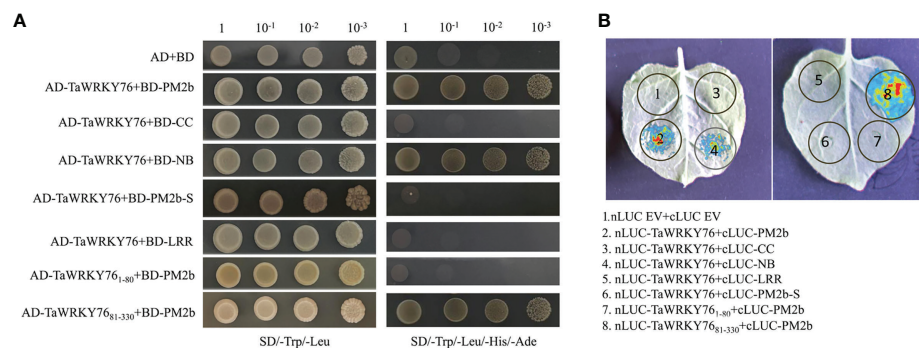 A
B
1 10⁻¹ 10⁻² 10⁻³ 1 10⁻¹ 10⁻² 10⁻³
AD+BD
AD-TaWRKY76+BD-PM2b
AD-TaWRKY76+BD-CC
AD-TaWRKY76+BD-NB
AD-TaWRKY76+BD-PM2b-S
AD-TaWRKY76+BD-LRR
AD-TaWRKY76₁₋₈₀+BD-PM2b
AD-TaWRKY76₈₁₋₃₃₀+BD-PM2b
SD/-Trp/-Leu SD/-Trp/-Leu/-His/-Ade
1 3
2 4
5 8
6 7
1.nLUC EV+cLUC EV
2. nLUC-TaWRKY76+cLUC-PM2b
3. nLUC-TaWRKY76+cLUC-CC
4. nLUC-TaWRKY76+cLUC-NB
5. nLUC-TaWRKY76+cLUC-LRR
6. nLUC-TaWRKY76+cLUC-PM2b-S
7. nLUC-TaWRKY76₁₋₈₀+cLUC-PM2b
8. nLUC-TaWRKY76₈₁₋₃₃₀+cLUC-PM2b